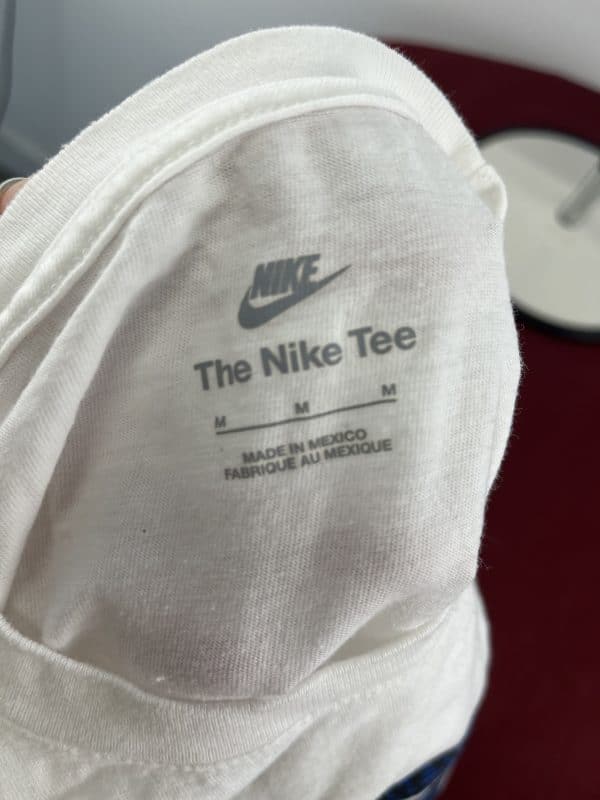 NIKE
The Nike Tee
M M M
MADE IN MEXICO
FABRIQUE AU MEXIQUE